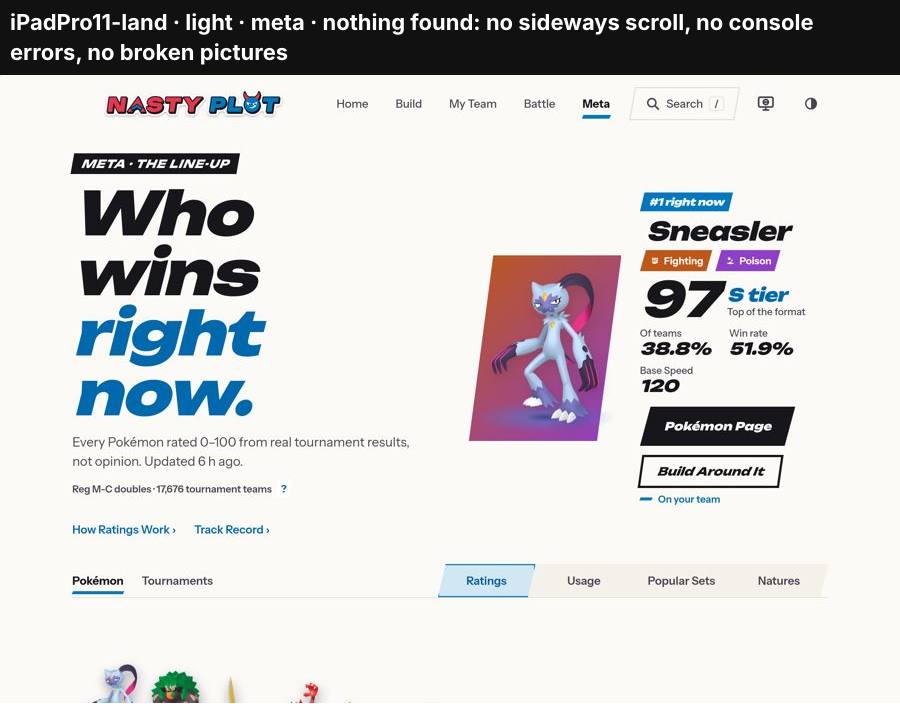 iPadPro11-land · light · meta · nothing found: no sideways scroll, no console
errors, no broken pictures
NASTY PLOT
Home
Build
My Team
Battle
Meta
Search /
META · THE LINE-UP
Who
wins
right
now.
Every Pokémon rated 0–100 from real tournament results,
not opinion. Updated 6 h ago.
Reg M-C doubles · 17,676 tournament teams ?
How Ratings Work ›
Track Record ›
#1 right now
Sneasler
Fighting
Poison
97
S tier
Top of the format
Of teams
38.8%
Win rate
51.9%
Base Speed
120
Pokémon Page
Build Around It
On your team
Pokémon
Tournaments
Ratings
Usage
Popular Sets
Natures